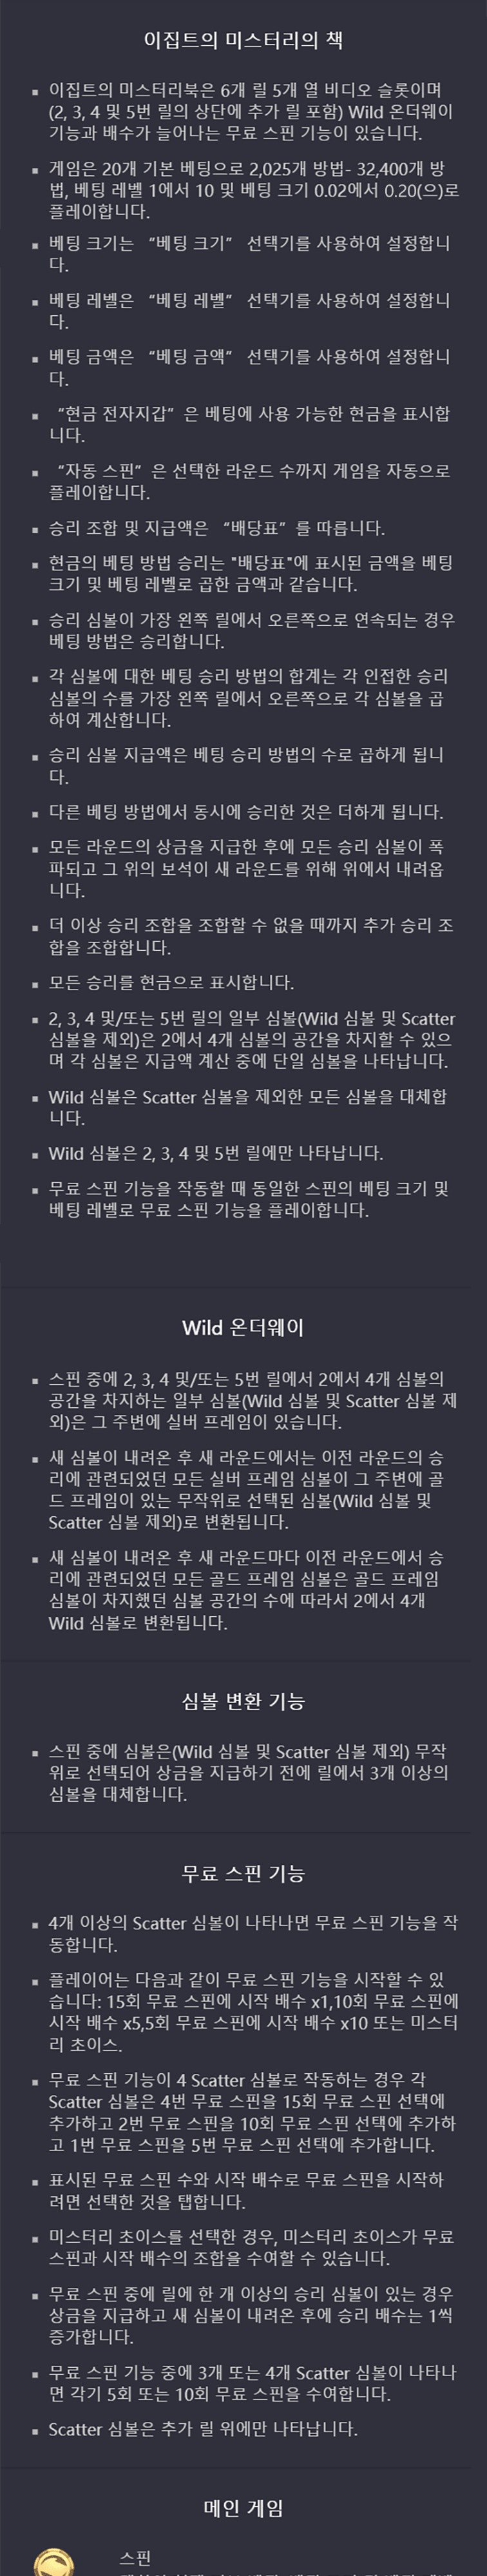 이집트의 미스터리의 책
이집트의 미스터리북은 6개 릴 5개 열 비디오 슬롯이며
(2, 3, 4 및 5번 릴의 상단에 추가 릴 포함) Wild 온더웨이
기능과 배수가 늘어나는 무료 스핀 기능이 있습니다.
게임은 20개 기본 베팅으로 2,025개 방법- 32,400개 방
법, 베팅 레벨 1에서 10 및 베팅 크기 0.02에서 0.20(으)로
플레이합니다.
베팅 크기는 “베팅 크기” 선택기를 사용하여 설정합니
다.
베팅 레벨은 “베팅 레벨” 선택기를 사용하여 설정합니
다.
베팅 금액은 “베팅 금액” 선택기를 사용하여 설정합니
다.
“현금 전자지갑” 은 베팅에 사용 가능한 현금을 표시합
니다.
“자동 스핀” 은 선택한 라운드 수까지 게임을 자동으로
플레이합니다.
승리 조합 및 지급액은 “배당표” 를 따릅니다.
현금의 베팅 방법 승리는 "배당표"에 표시된 금액을 베팅
크기 및 베팅 레벨로 곱한 금액과 같습니다.
승리 심볼이 가장 왼쪽 릴에서 오른쪽으로 연속되는 경우
베팅 방법은 승리합니다.
각 심볼에 대한 베팅 승리 방법의 합계는 각 인접한 승리
심볼의 수를 가장 왼쪽 릴에서 오른쪽으로 각 심볼을 곱
하여 계산합니다.
승리 심볼 지급액은 베팅 승리 방법의 수로 곱하게 됩니
다.
다른 베팅 방법에서 동시에 승리한 것은 더하게 됩니다.
모든 라운드의 상금을 지급한 후에 모든 승리 심볼이 폭
파되고 그 위의 보석이 새 라운드를 위해 위에서 내려옵
니다.
더 이상 승리 조합을 조합할 수 없을 때까지 추가 승리 조
합을 조합합니다.
모든 승리를 현금으로 표시합니다.
2, 3, 4 및/또는 5번 릴의 일부 심볼(Wild 심볼 및 Scatter
심볼을 제외)은 2에서 4개 심볼의 공간을 차지할 수 있으
며 각 심볼은 지급액 계산 중에 단일 심볼을 나타납니다.
Wild 심볼은 Scatter 심볼을 제외한 모든 심볼을 대체합
니다.
Wild 심볼은 2, 3, 4 및 5번 릴에만 나타납니다.
무료 스핀 기능을 작동할 때 동일한 스핀의 베팅 크기 및
베팅 레벨로 무료 스핀 기능을 플레이합니다.
Wild 온더웨이
스핀 중에 2, 3, 4 및/또는 5번 릴에서 2에서 4개 심볼의
공간을 차지하는 일부 심볼(Wild 심볼 및 Scatter 심볼 제
외)은 그 주변에 실버 프레임이 있습니다.
새 심볼이 내려온 후 새 라운드에서는 이전 라운드의 승
리에 관련되었던 모든 실버 프레임 심볼이 그 주변에 골
드 프레임이 있는 무작위로 선택된 심볼(Wild 심볼 및
Scatter 심볼 제외)로 변환됩니다.
새 심볼이 내려온 후 새 라운드마다 이전 라운드에서 승
리에 관련되었던 모든 골드 프레임 심볼은 골드 프레임
심볼이 차지했던 심볼 공간의 수에 따라서 2에서 4개
Wild 심볼로 변환됩니다.
심볼 변환 기능
스핀 중에 심볼은(Wild 심볼 및 Scatter 심볼 제외) 무작
위로 선택되어 상금을 지급하기 전에 릴에서 3개 이상의
심볼을 대체합니다.
무료 스핀 기능
4개 이상의 Scatter 심볼이 나타나면 무료 스핀 기능을 작
동합니다.
플레이어는 다음과 같이 무료 스핀 기능을 시작할 수 있
습니다: 15회 무료 스핀에 시작 배수 x1,10회 무료 스핀에
시작 배수 x5,5회 무료 스핀에 시작 배수 x10 또는 미스터
리 초이스.
무료 스핀 기능이 4 Scatter 심볼로 작동하는 경우 각
Scatter 심볼은 4번 무료 스핀을 15회 무료 스핀 선택에
추가하고 2번 무료 스핀을 10회 무료 스핀 선택에 추가하
고 1번 무료 스핀을 5번 무료 스핀 선택에 추가합니다.
표시된 무료 스핀 수와 시작 배수로 무료 스핀을 시작하
려면 선택한 것을 탭합니다.
미스터리 초이스를 선택한 경우, 미스터리 초이스가 무료
스핀과 시작 배수의 조합을 수여할 수 있습니다.
무료 스핀 중에 릴에 한 개 이상의 승리 심볼이 있는 경우
상금을 지급하고 새 심볼이 내려온 후에 승리 배수는 1씩
증가합니다.
무료 스핀 기능 중에 3개 또는 4개 Scatter 심볼이 나타나
면 각기 5회 또는 10회 무료 스핀을 수여합니다.
Scatter 심볼은 추가 릴 위에만 나타납니다.
메인 게임
스핀